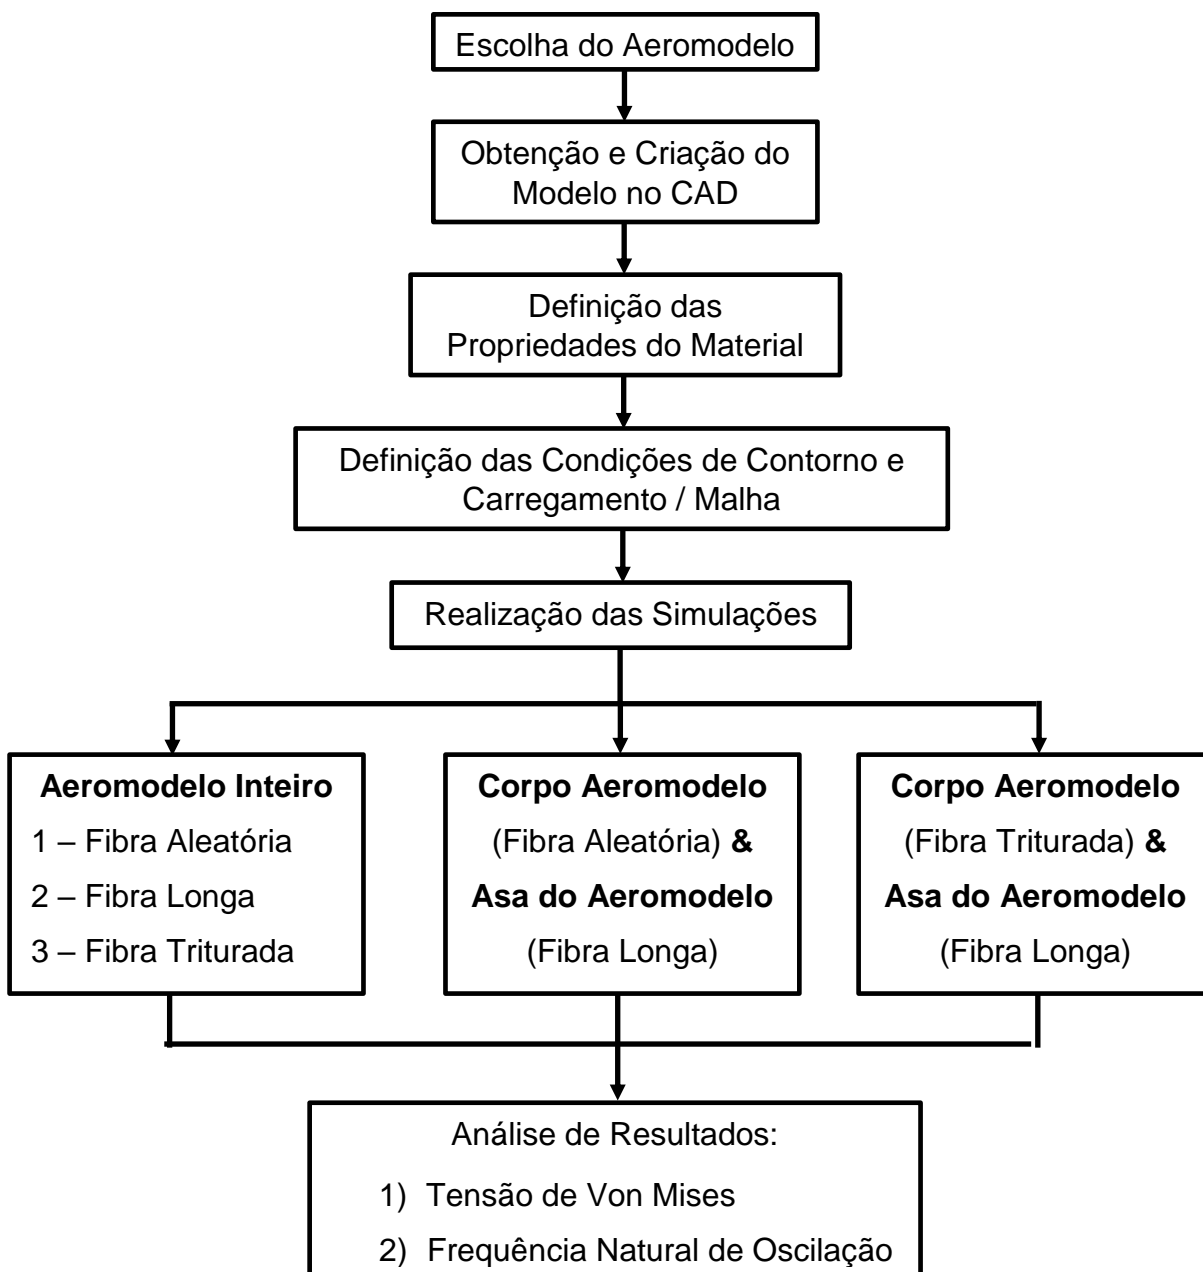 Escolha do Aeromodelo
Obtenção e Criação do
Modelo no CAD
Definição das
Propriedades do Material
Definição das Condições de Contorno e
Carregamento / Malha
Realização das Simulações
Aeromodelo Inteiro
1 – Fibra Aleatória
2 – Fibra Longa
3 – Fibra Triturada
Corpo Aeromodelo
(Fibra Aleatória) &
Asa do Aeromodelo
(Fibra Longa)
Corpo Aeromodelo
(Fibra Triturada) &
Asa do Aeromodelo
(Fibra Longa)
Análise de Resultados:
1) Tensão de Von Mises
2) Frequência Natural de Oscilação